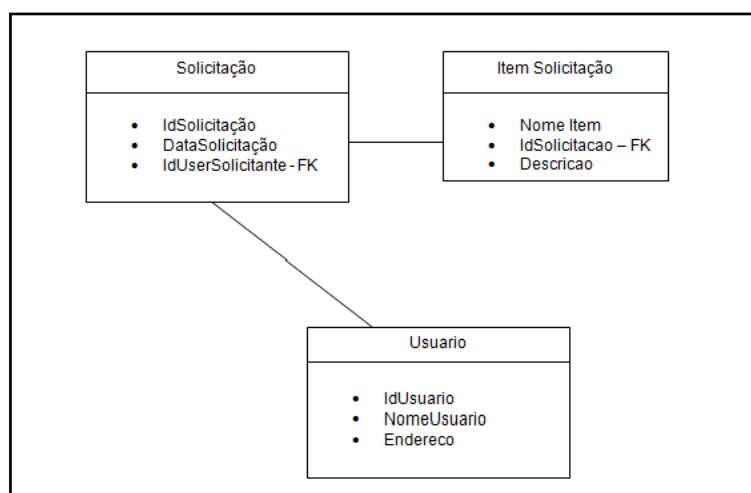 Solicitação
• IdSolicitação
• DataSolicitação
• IdUserSolicitante - FK
Item Solicitação
• Nome Item
• IdSolicitacao – FK
• Descricao
Usuario
• IdUsuario
• NomeUsuario
• Endereco